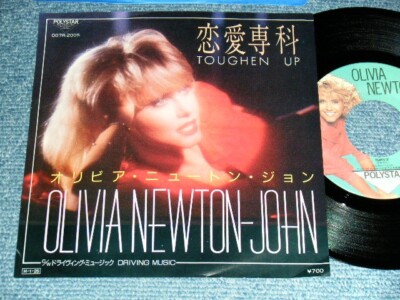 POLYSTAR
恋愛専科
TOUGHEN UP
オリビア・ニュートン・ジョン
OLIVIA NEWTON-JOHN
c/w ドライヴィング・ミュージック DRIVING MUSIC
¥700
OLIVIA
NEWTON
POLYSTAR